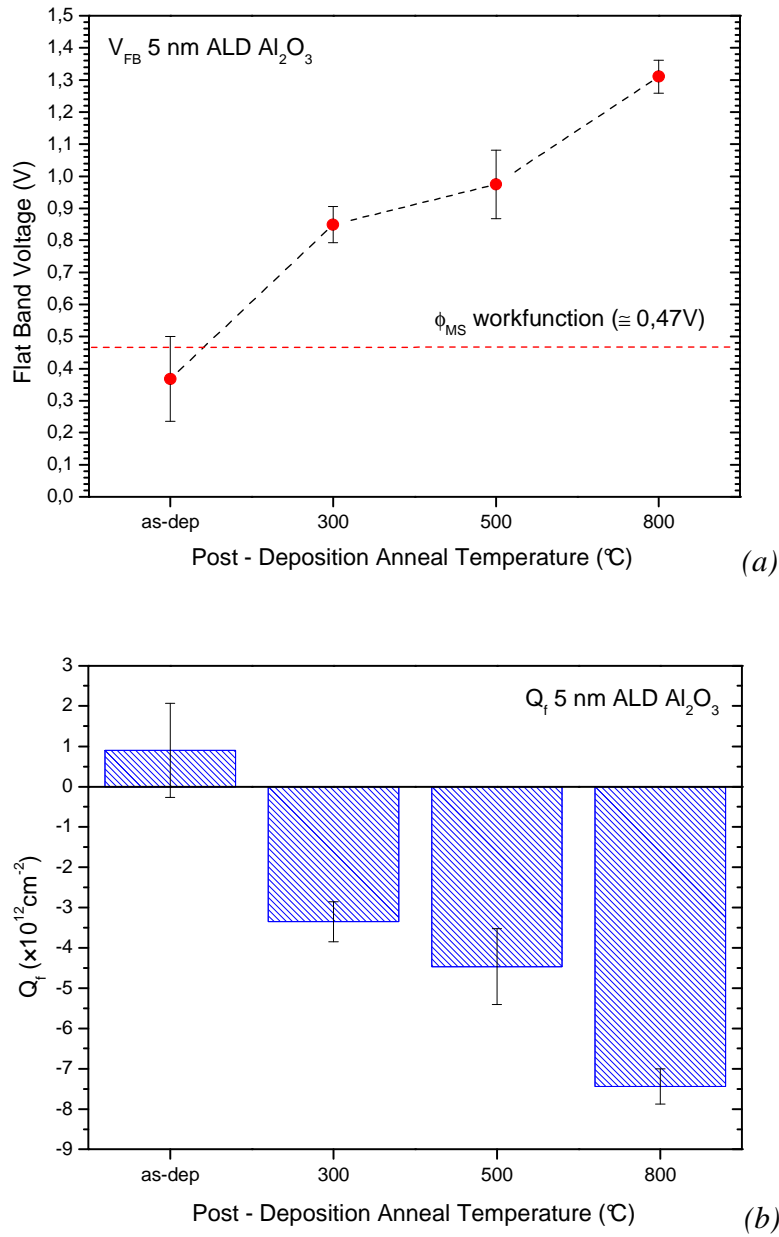 V_FB 5 nm ALD Al₂O₃
1,5
1,4
1,3
1,2
1,1
1,0
0,9
0,8
0,7
0,6
0,5
0,4
0,3
0,2
0,1
0,0
Flat Band Voltage (V)
ϕ_MS workfunction (≅ 0,47V)
as-dep 300 500 800
Post - Deposition Anneal Temperature (°C)
(a)
Q_f 5 nm ALD Al₂O₃
3
2
1
0
-1
-2
-3
-4
-5
-6
-7
-8
-9
Q_f (×10¹²cm⁻²)
as-dep 300 500 800
Post - Deposition Anneal Temperature (°C)
(b)